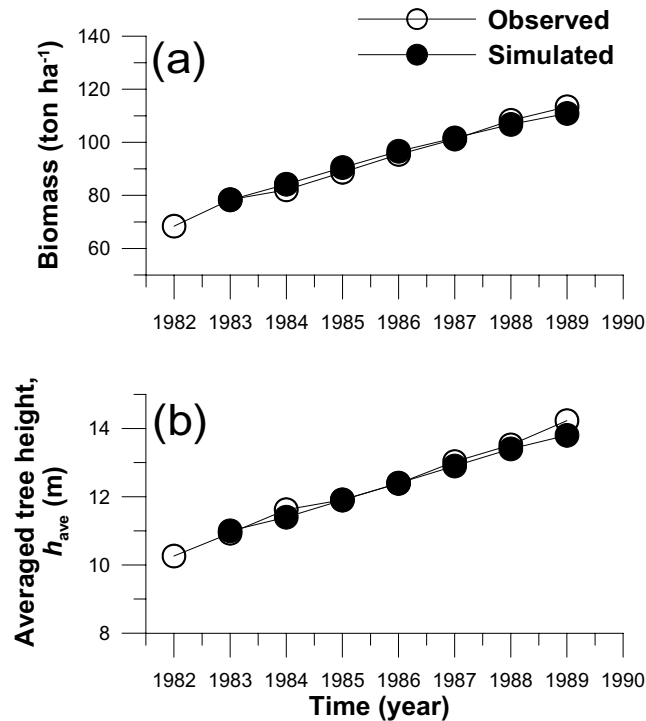 Observed
Simulated
(a)
Biomass (ton ha⁻¹)
140
120
100
80
60
1982 1983 1984 1985 1986 1987 1988 1989 1990
(b)
Averaged tree height,
have (m)
14
12
10
8
1982 1983 1984 1985 1986 1987 1988 1989 1990
Time (year)